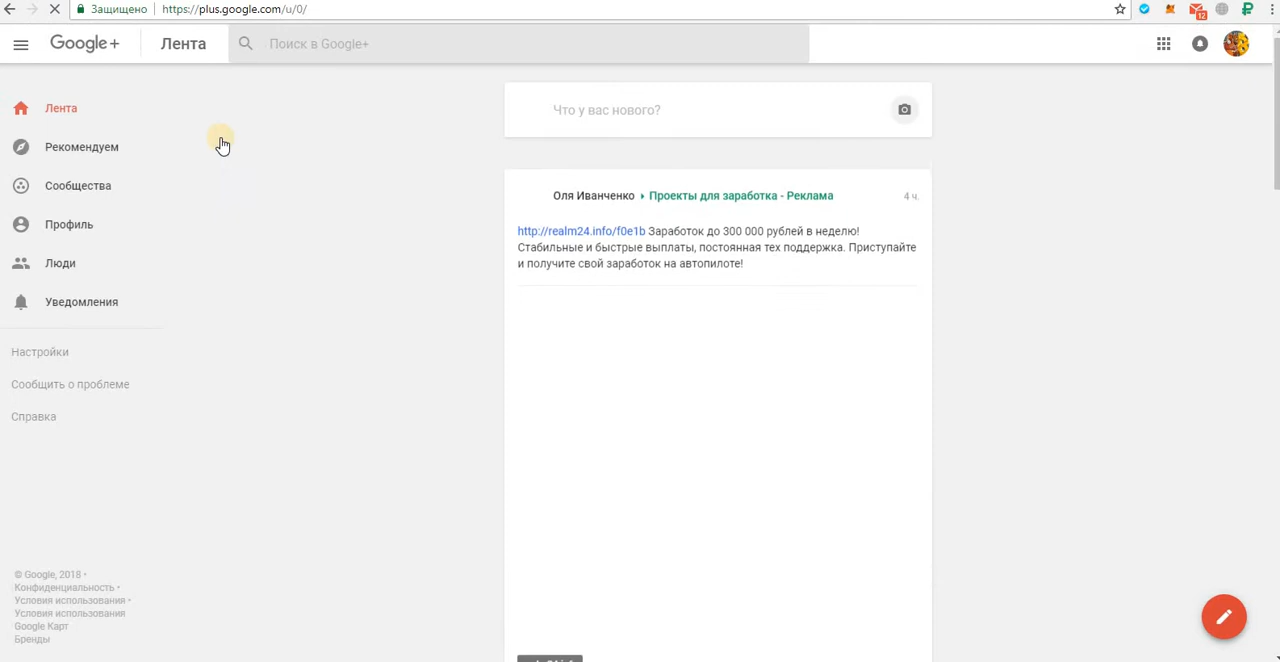 Защищено https://plus.google.com/u/0/
12
Google+ Лента Поиск в Google+
Лента
Рекомендуем
Сообщества
Профиль
Люди
Уведомления
Настройки
Сообщить о проблеме
Справка
© Google, 2018 •
Конфиденциальность •
Условия использования •
Условия использования
Google Карт
Бренды
Что у вас нового?
Оля Иванченко Проекты для заработка - Реклама 4 ч.
http://realm24.info/f0e1b Заработок до 300 000 рублей в неделю!
Стабильные и быстрые выплаты, постоянная тех поддержка. Приступайте
и получите свой заработок на автопилоте!